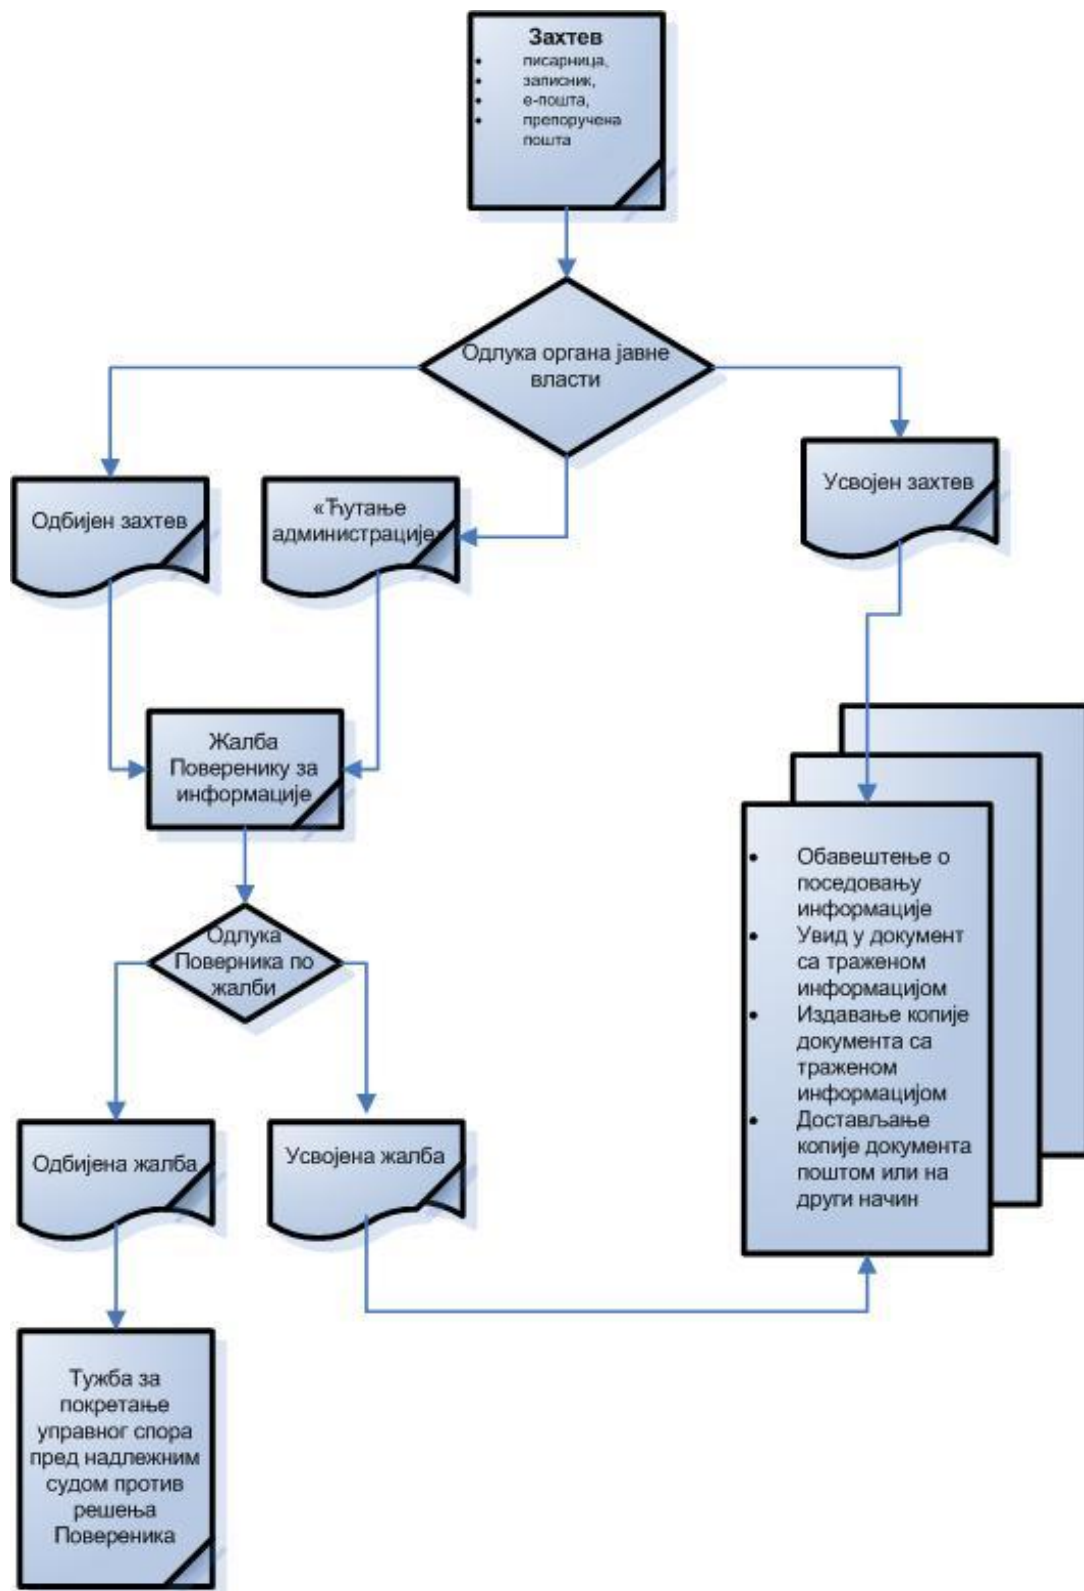 Захтев
• писарница,
• записник,
• е-пошта,
• препоручена
пошта
Одлука органа јавне
власти
Одбијен захтев
«Ћутање
администрације
Усвојен захтев
Жалба
Поверенику за
информације
Одлука
Поверника по
жалби
Одбијена жалба
Усвојена жалба
• Обавештење о
поседовању
информације
• Увид у документ
са траженом
информацијом
• Издавање копије
документа са
траженом
информацијом
• Достављање
копије документа
поштом или на
други начин
Тужба за
покретање
управног спора
пред надлежним
судом против
решења
Повереника